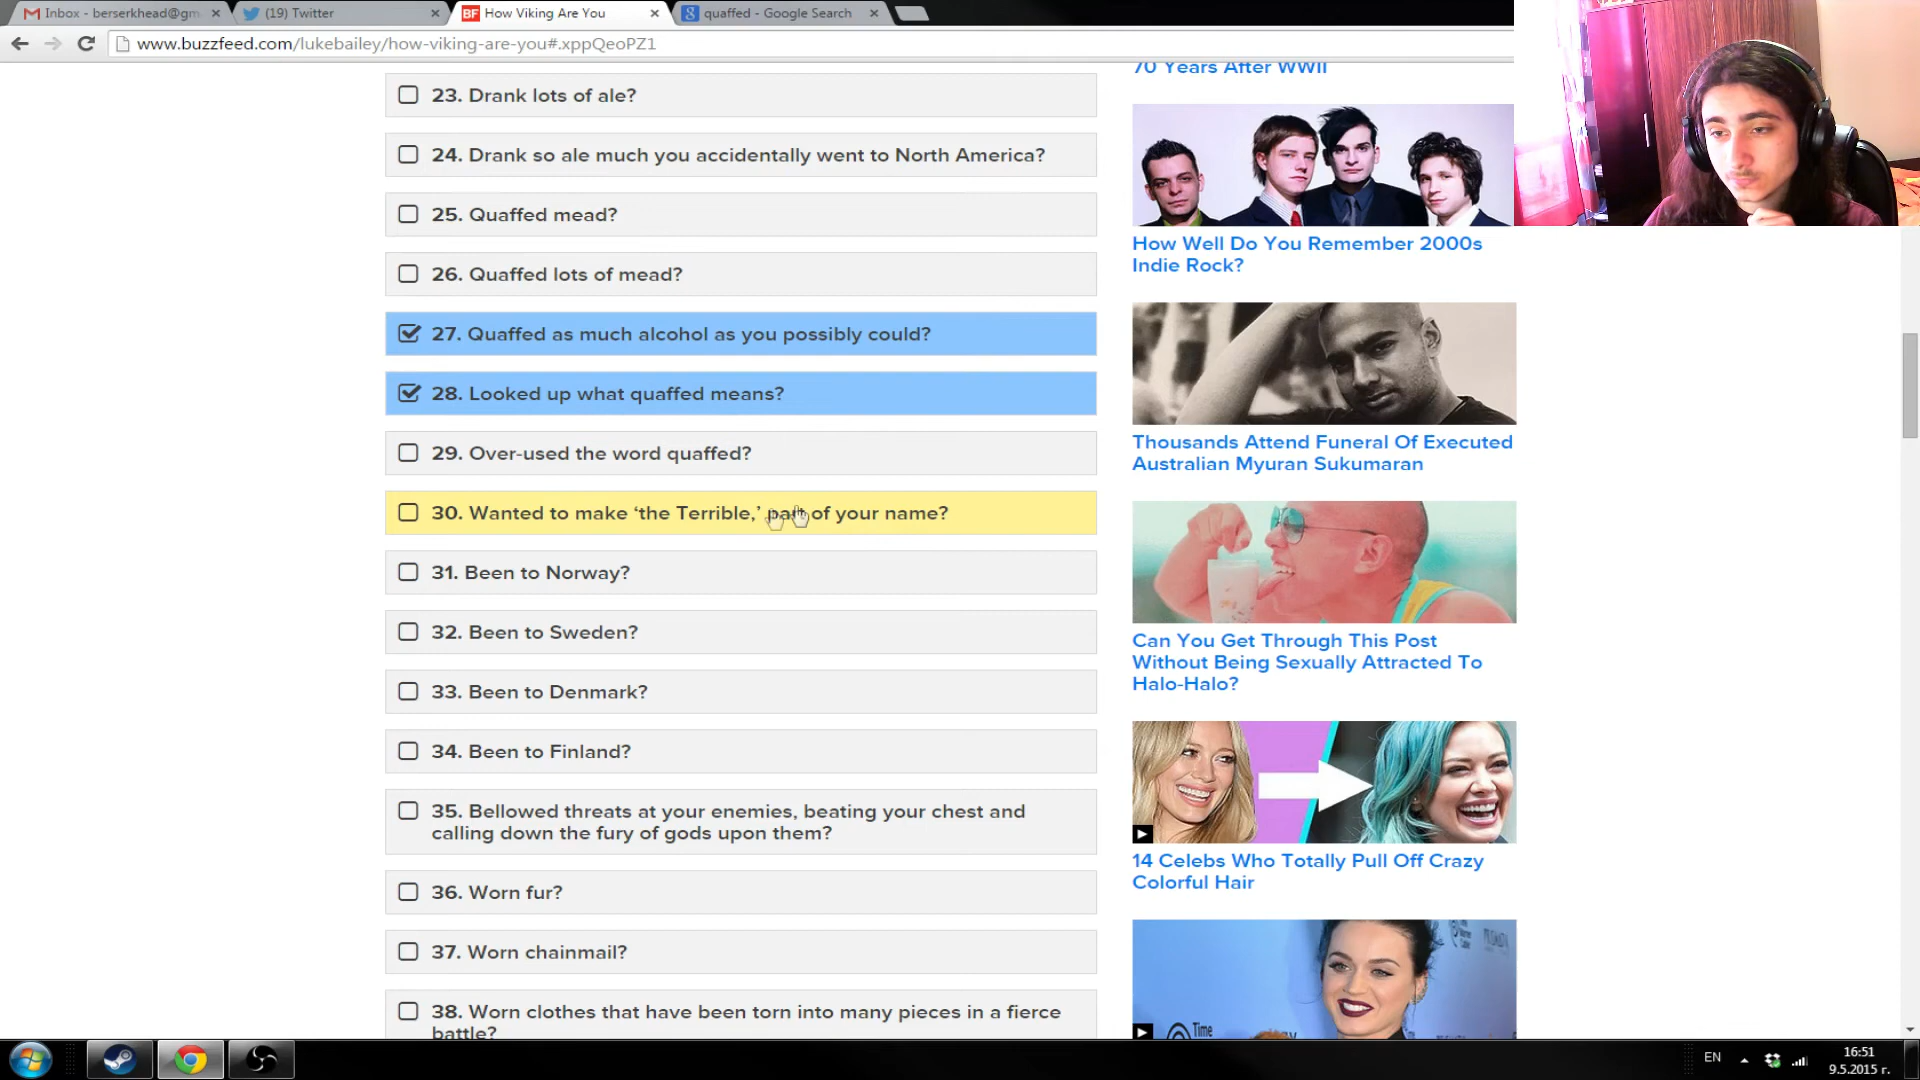 Inbox - berserkhead@gm
(19) Twitter
BF How Viking Are You
quaffed - Google Search
www.buzzfeed.com/lukebailey/how-viking-are-you#.xppQeoPZ1
23. Drank lots of ale?
24. Drank so ale much you accidentally went to North America?
25. Quaffed mead?
26. Quaffed lots of mead?
27. Quaffed as much alcohol as you possibly could?
28. Looked up what quaffed means?
29. Over-used the word quaffed?
30. Wanted to make ‘the Terrible,’ part of your name?
31. Been to Norway?
32. Been to Sweden?
33. Been to Denmark?
34. Been to Finland?
35. Bellowed threats at your enemies, beating your chest and
calling down the fury of gods upon them?
36. Worn fur?
37. Worn chainmail?
38. Worn clothes that have been torn into many pieces in a fierce
battle?
70 Years After WWII
How Well Do You Remember 2000s
Indie Rock?
Thousands Attend Funeral Of Executed
Australian Myuran Sukumaran
Can You Get Through This Post
Without Being Sexually Attracted To
Halo-Halo?
14 Celebs Who Totally Pull Off Crazy
Colorful Hair
Time
EN
16:51
9.5.2015 г.